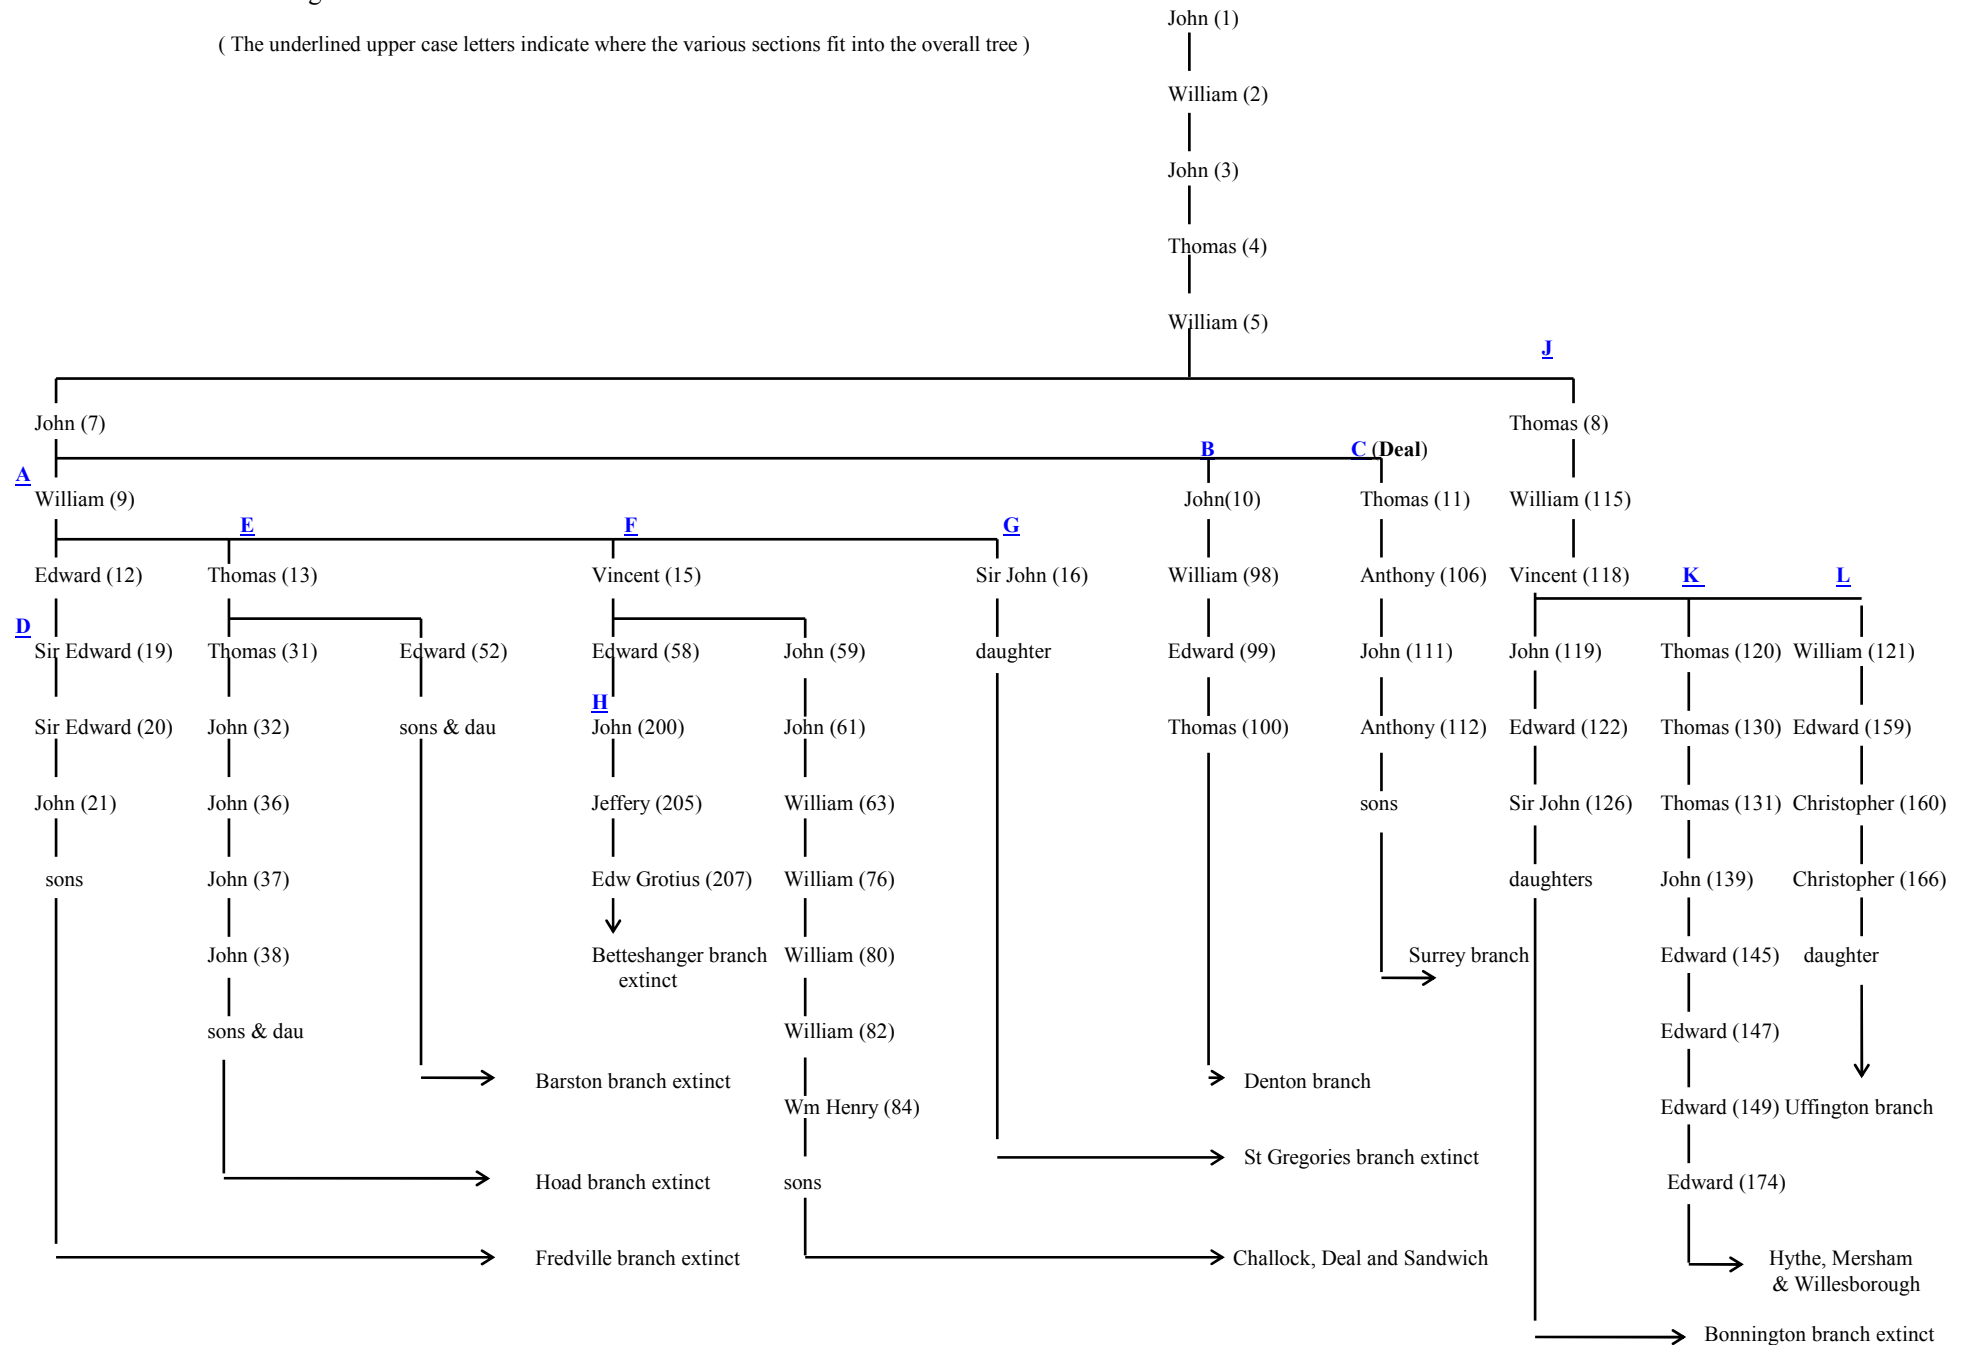 ( The underlined upper case letters indicate where the various sections fit into the overall tree )
John (1)
William (2)
John (3)
Thomas (4)
William (5)
J
John (7)
Thomas (8)
B
C (Deal)
A
William (9)
John(10)
Thomas (11)
William (115)
E
F
G
Edward (12)
Thomas (13)
Vincent (15)
Sir John (16)
William (98)
Anthony (106)
Vincent (118)
K
L
D
Sir Edward (19)
Thomas (31)
Edward (52)
Edward (58)
John (59)
daughter
Edward (99)
John (111)
John (119)
Thomas (120)
William (121)
H
Sir Edward (20)
John (32)
sons & dau
John (200)
John (61)
Thomas (100)
Anthony (112)
Edward (122)
Thomas (130)
Edward (159)
John (21)
John (36)
Jeffery (205)
William (63)
sons
Sir John (126)
Thomas (131)
Christopher (160)
sons
John (37)
Edw Grotius (207)
William (76)
daughters
John (139)
Christopher (166)
John (38)
Betteshanger branch
extinct
William (80)
Surrey branch
Edward (145)
daughter
sons & dau
William (82)
Edward (147)
Barston branch extinct
Denton branch
Wm Henry (84)
Edward (149)
Uffington branch
St Gregories branch extinct
Hoad branch extinct
sons
Edward (174)
Fredville branch extinct
Challock, Deal and Sandwich
Hythe, Mersham
& Willesborough
Bonnington branch extinct